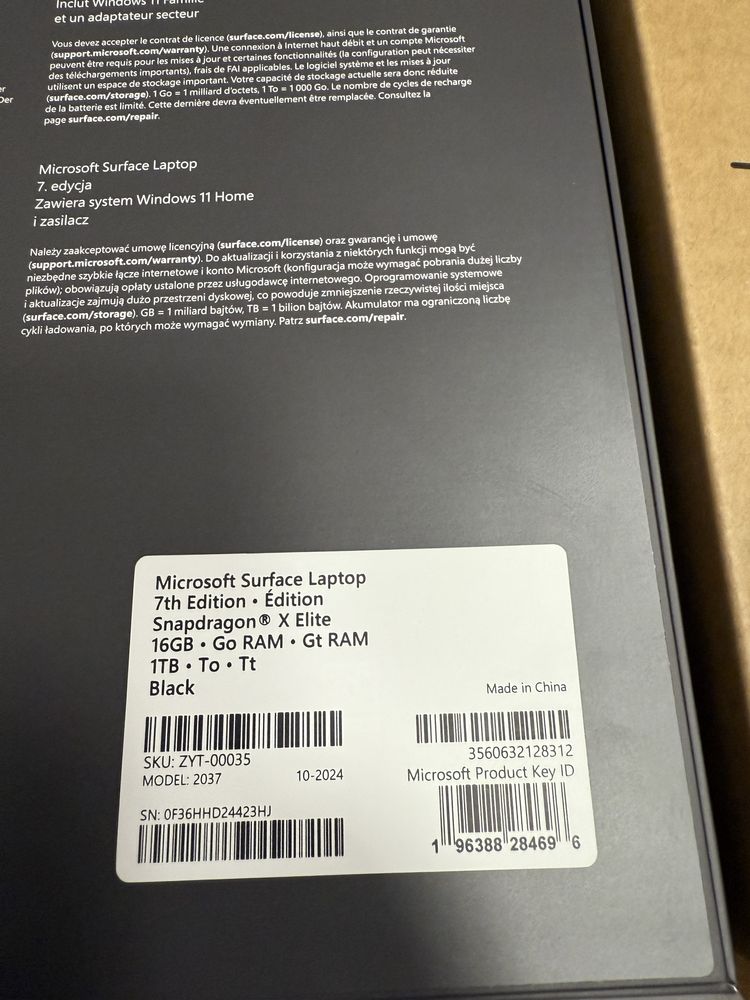 Inclut Windows 11 Famille
et un adaptateur secteur
Vous devez accepter le contrat de licence (surface.com/license), ainsi que le contrat de garantie
(support.microsoft.com/warranty). Une connexion à Internet haut débit et un compte Microsoft
peuvent être requis pour les mises à jour et certaines fonctionnalités (la configuration peut nécessiter
des téléchargements importants), frais de FAI applicables. Le logiciel système et les mises à jour
utilisent un espace de stockage important. Votre capacité de stockage actuelle sera donc réduite
(surface.com/storage). 1 Go = 1 milliard d'octets, 1 To = 1 000 Go. Le nombre de cycles de recharge
de la batterie est limité. Cette dernière devra éventuellement être remplacée. Consultez la
page surface.com/repair.
Microsoft Surface Laptop
7. edycja
Zawiera system Windows 11 Home
i zasilacz
Należy zaakceptować umowę licencyjną (surface.com/license) oraz gwarancję i umowę
(support.microsoft.com/warranty). Do aktualizacji i korzystania z niektórych funkcji mogą być
niezbędne szybkie łącze internetowe i konto Microsoft (konfiguracja może wymagać pobrania dużej liczby
plików); obowiązują opłaty ustalone przez usługodawcę internetowego. Oprogramowanie systemowe
i aktualizacje zajmują dużo przestrzeni dyskowej, co powoduje zmniejszenie rzeczywistej ilości miejsca
(surface.com/storage). GB = 1 miliard bajtów, TB = 1 bilion bajtów. Akumulator ma ograniczoną liczbę
cykli ładowania, po których może wymagać wymiany. Patrz surface.com/repair.
Microsoft Surface Laptop
7th Edition • Édition
Snapdragon® X Elite
16GB • Go RAM • Gt RAM
1TB • To • Tt
Black
Made in China
SKU: ZYT-00035
MODEL: 2037 10-2024
3560632128312
Microsoft Product Key ID
SN: 0F36HHD24423HJ
1 96388 28469 6